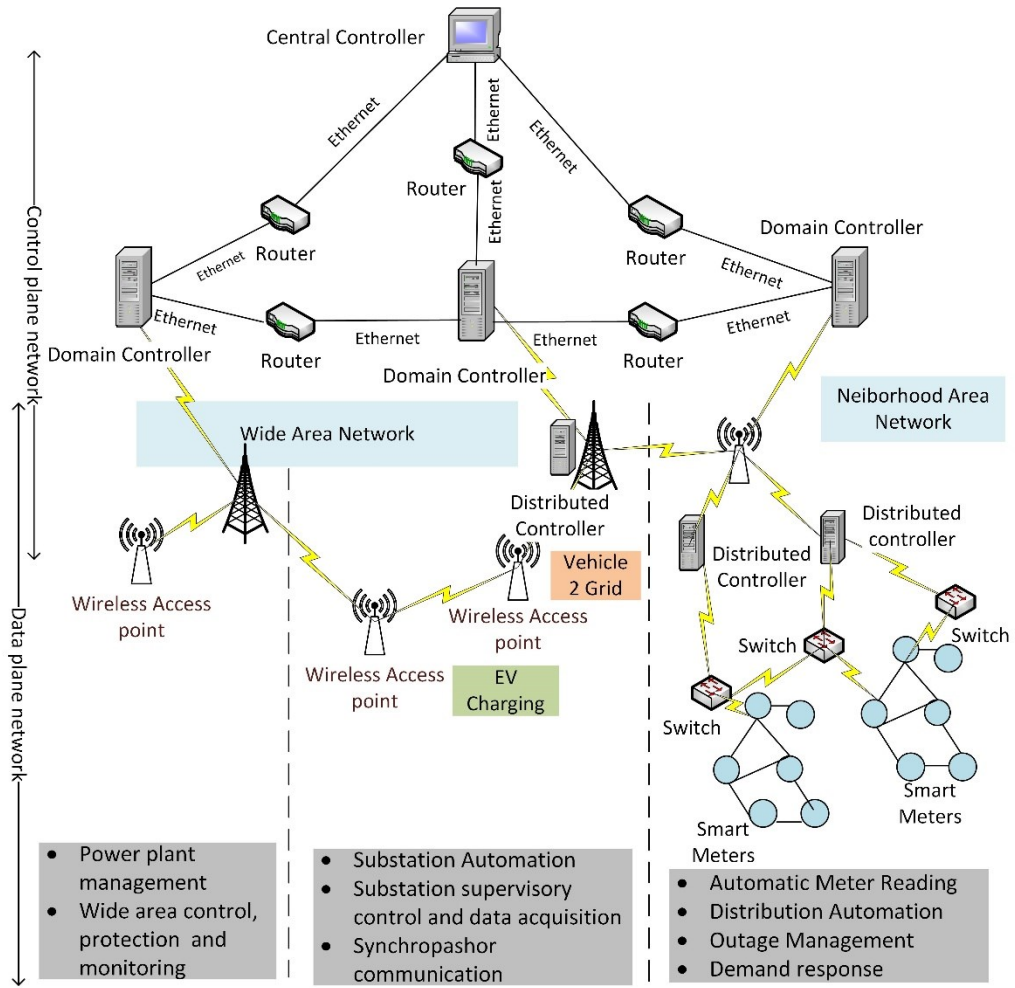 Central Controller
Ethernet
Ethernet
Ethernet
Router
Ethernet
Router
Router
Domain Controller
Ethernet
Ethernet
Ethernet
Router
Ethernet
Domain Controller
Ethernet
Router
Ethernet
Domain Controller
Control plane network
Wide Area Network
Neiborhood Area
Network
Distributed
Controller
Vehicle
2 Grid
Distributed
Controller
Distributed
controller
Wireless Access
point
Wireless Access
point
Wireless Access
point
EV
Charging
Switch
Switch
Switch
Data plane network
Smart
Meters
Smart
Meters
• Power plant
management
• Wide area control,
protection and
monitoring
• Substation Automation
• Substation supervisory
control and data acquisition
• Synchropashor
communication
• Automatic Meter Reading
• Distribution Automation
• Outage Management
• Demand response